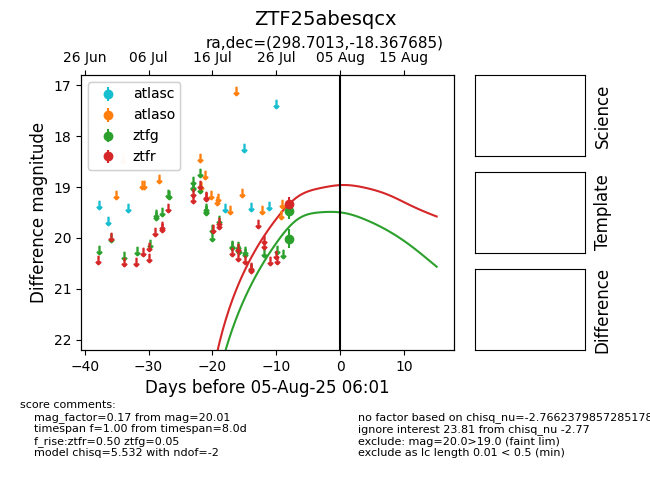 ZTF25abesqcx
ra,dec=(298.7013,-18.367685)
26 Jun 06 Jul 16 Jul 26 Jul 05 Aug 15 Aug
atlasc
atlaso
ztfg
ztfr
17
18
19
20
21
22
Difference magnitude
−40 −30 −20 −10 0 10
Days before 05-Aug-25 06:01
Science
Template
Difference
score comments:
mag_factor=0.17 from mag=20.01
timespan f=1.00 from timespan=8.0d
f_rise:ztfr=0.50 ztfg=0.05
model chisq=5.532 with ndof=-2
no factor based on chisq_nu=-2.7662379857285178
ignore interest 23.81 from chisq_nu -2.77
exclude: mag=20.0>19.0 (faint lim)
exclude as lc length 0.01 < 0.5 (min)